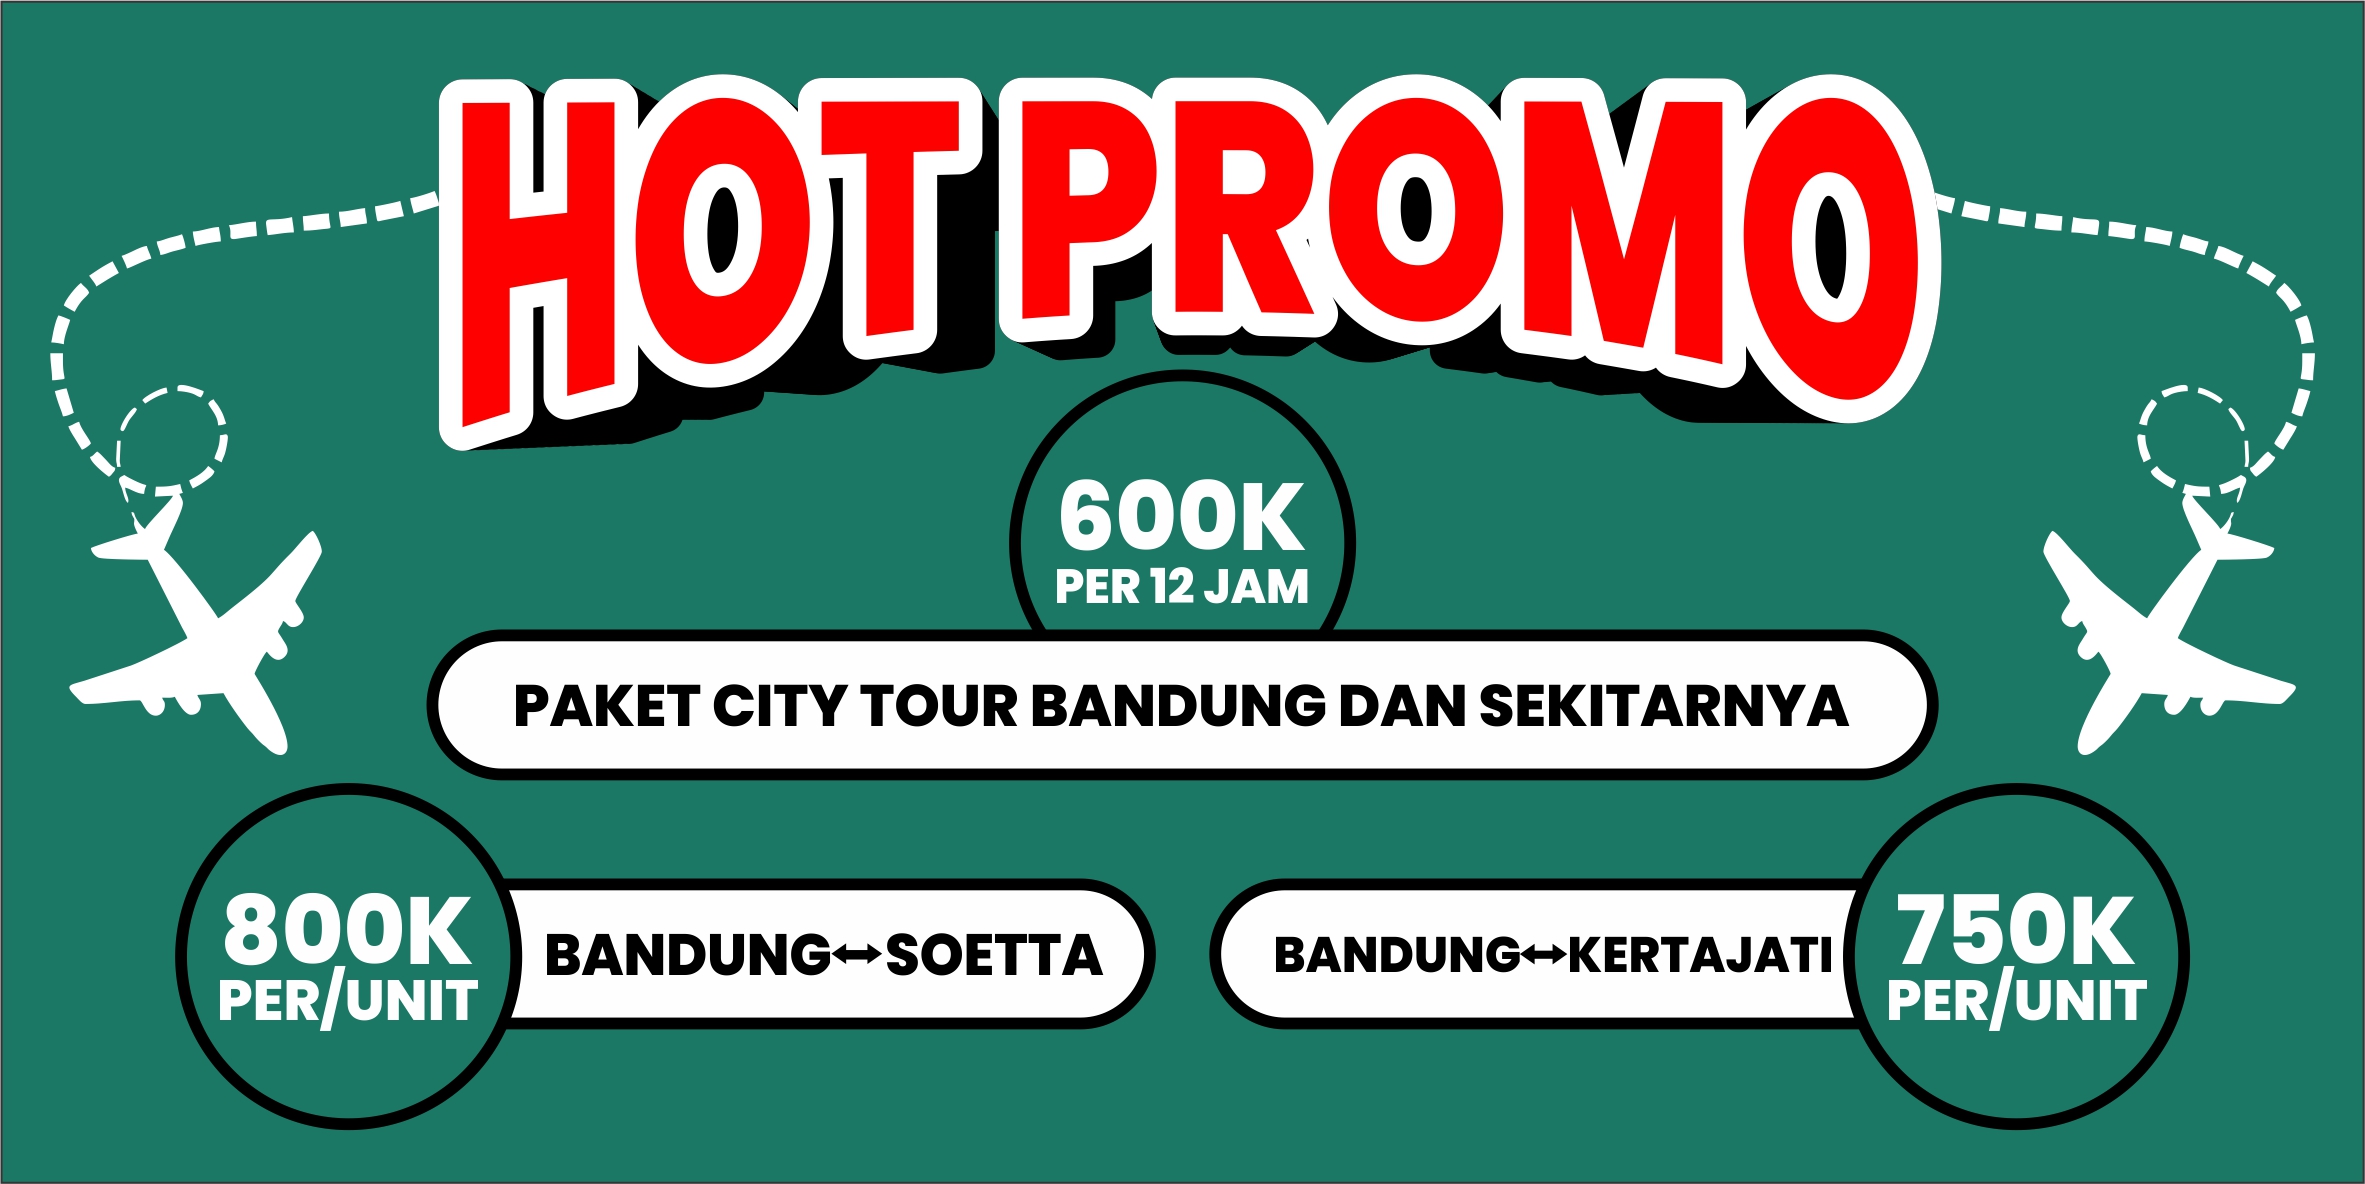 HOT PROMO
600K
PER 12 JAM
PAKET CITY TOUR BANDUNG DAN SEKITARNYA
800K
PER/UNIT
BANDUNG↔SOETTA
BANDUNG↔KERTAJATI
750K
PER/UNIT